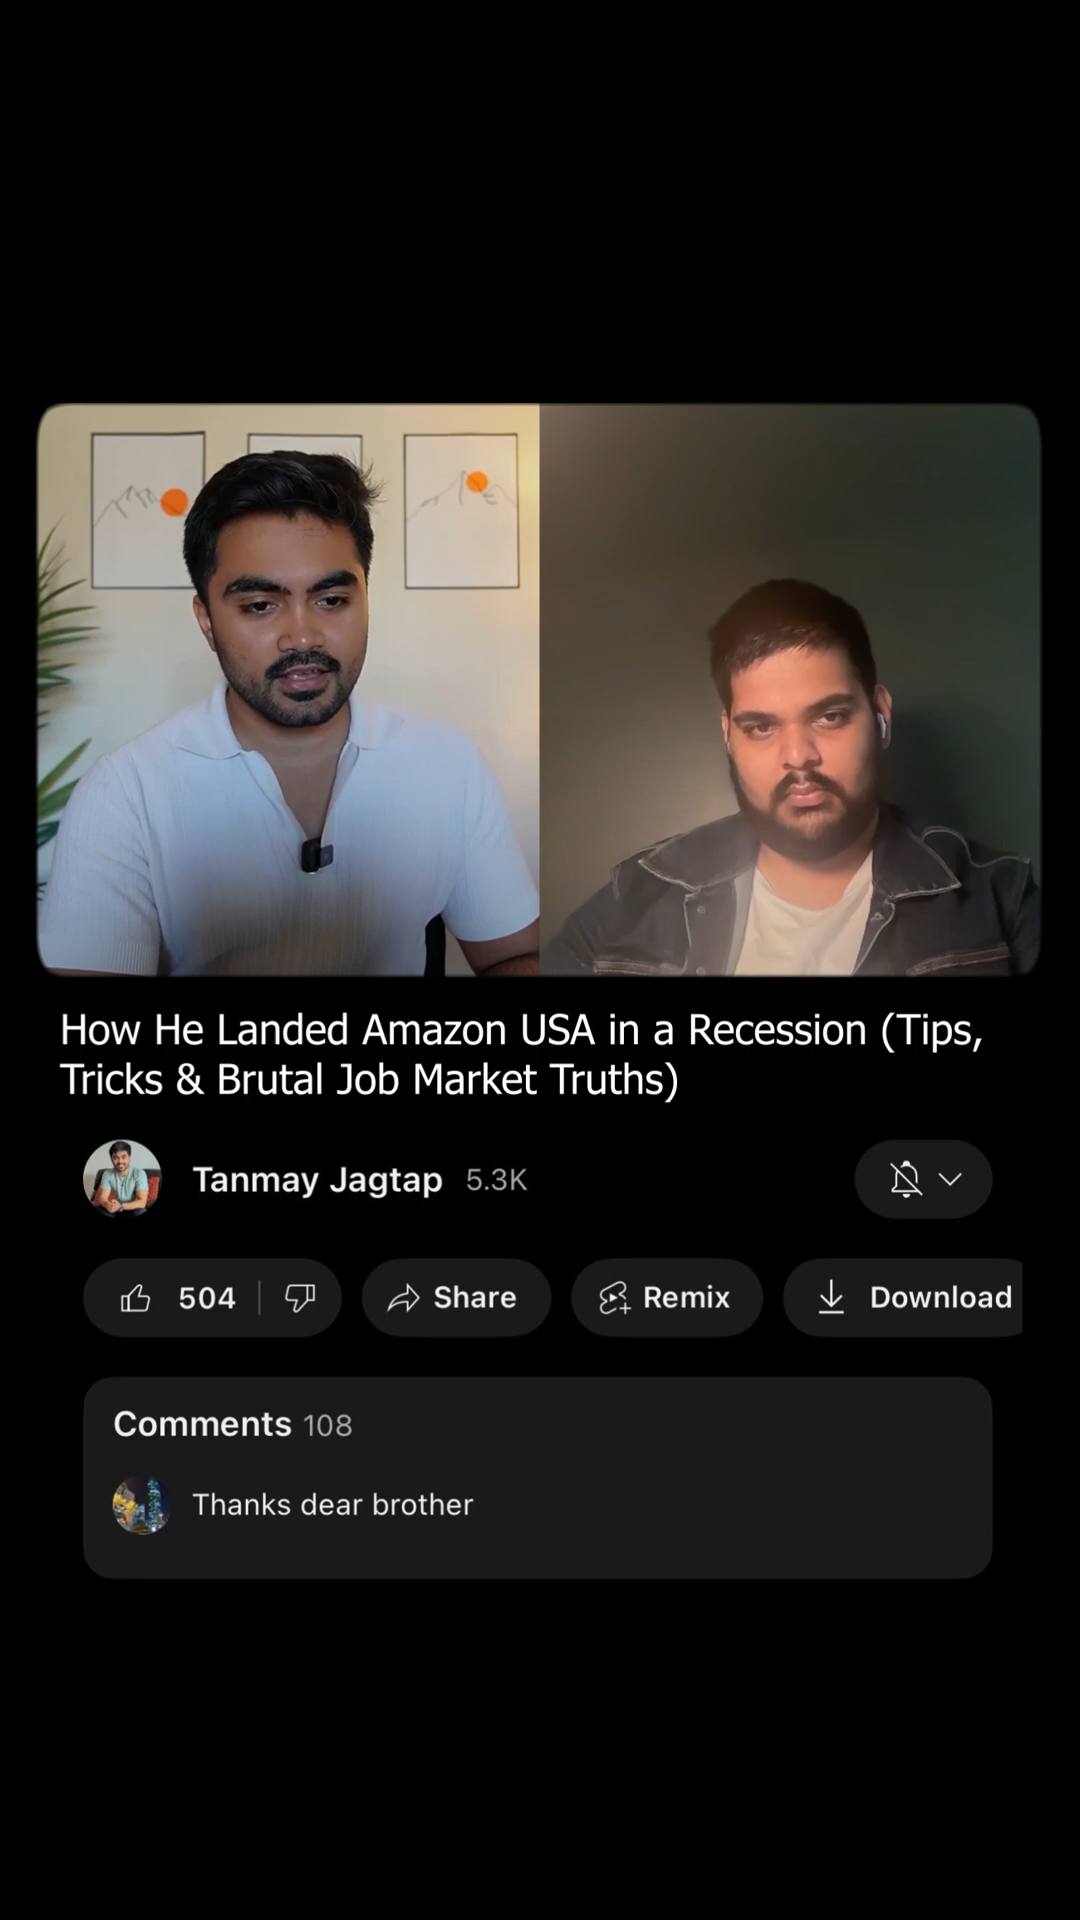 How He Landed Amazon USA in a Recession (Tips,
Tricks & Brutal Job Market Truths)
Tanmay Jagtap 5.3K
504 Share Remix Download
Comments 108
Thanks dear brother